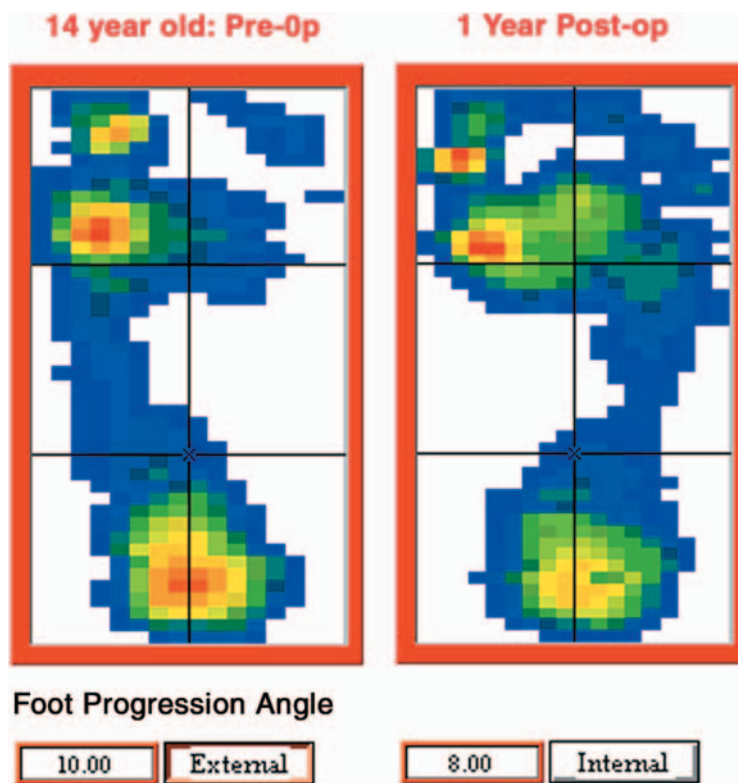 14 year old: Pre-0p
1 Year Post-op
Foot Progression Angle
10.00 External
8.00 Internal